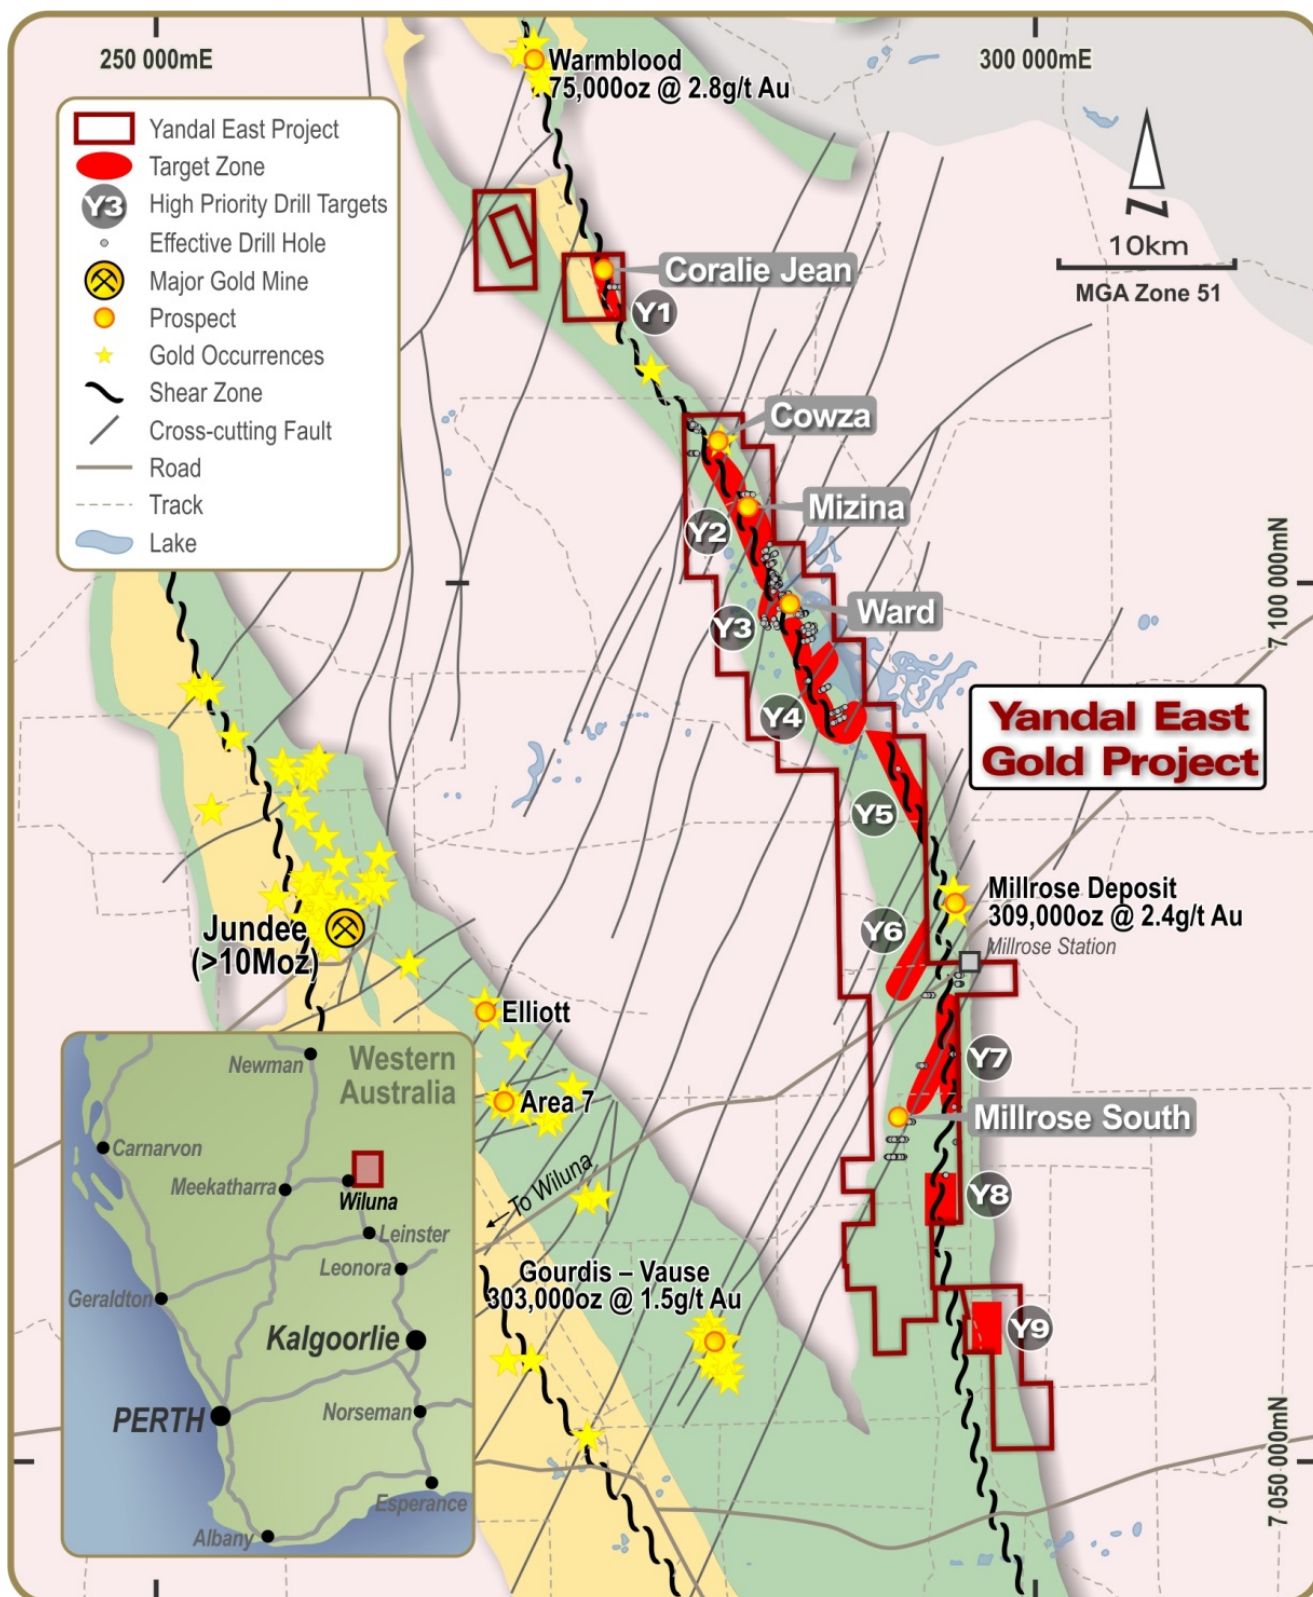 250 000mE
300 000mE
Warmblood
75,000oz @ 2.8g/t Au
Yandal East Project
Target Zone
Y3
High Priority Drill Targets
Effective Drill Hole
Major Gold Mine
Prospect
Gold Occurrences
Shear Zone
Cross-cutting Fault
Road
Track
Lake
N
10km
MGA Zone 51
Coralie Jean
Y1
Cowza
Mizina
Y2
Ward
Y3
7 100 000mN
Y4
Yandal East
Gold Project
Y5
Millrose Deposit
309,000oz @ 2.4g/t Au
Millrose Station
Y6
Jundee
(>10Moz)
Elliott
Area 7
Y7
Millrose South
Y8
To Wiluna
Gourdis – Vause
303,000oz @ 1.5g/t Au
Y9
7 050 000mN
Western
Australia
Newman
Carnarvon
Meekatharra
Wiluna
Leinster
Leonora
Geraldton
Kalgoorlie
PERTH
Norseman
Esperance
Albany